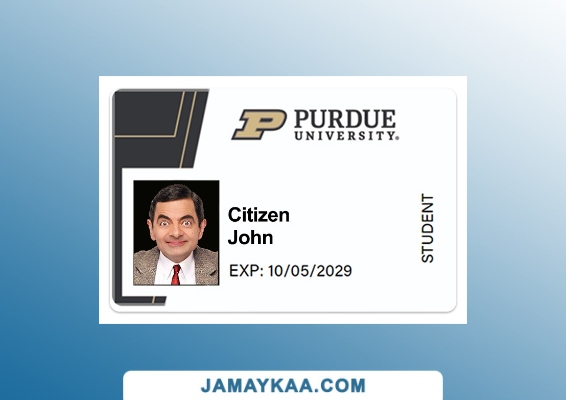 PURDUE
UNIVERSITY®
Citizen
John
EXP: 10/05/2029
STUDENT
JAMAYKAA.COM